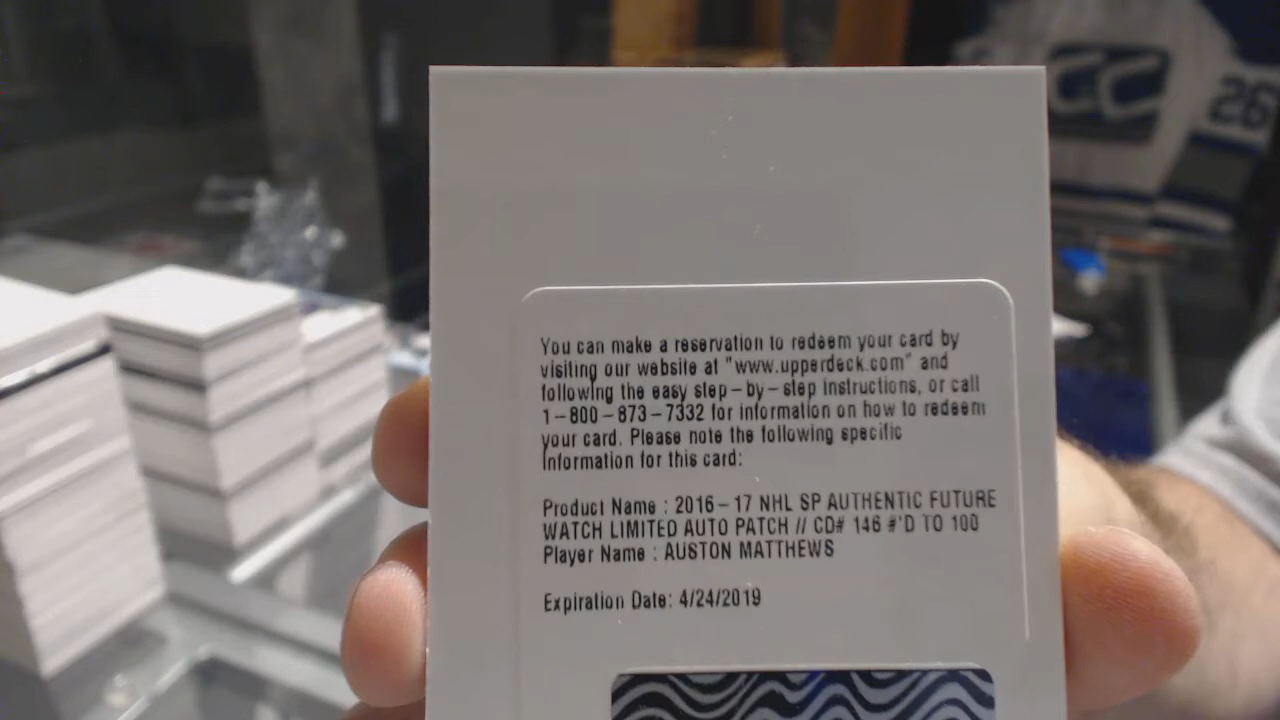 You can make a reservation to redeem your card by
visiting our website at "www.upperdeck.com" and
following the easy step-by-step instructions, or call
1-800-873-7332 for information on how to redeem
your card. Please note the following specific
information for this card:
Product Name : 2016-17 NHL SP AUTHENTIC FUTURE
WATCH LIMITED AUTO PATCH // CD# 146 #'D TO 100
Player Name : AUSTON MATTHEWS
Expiration Date: 4/24/2019
26